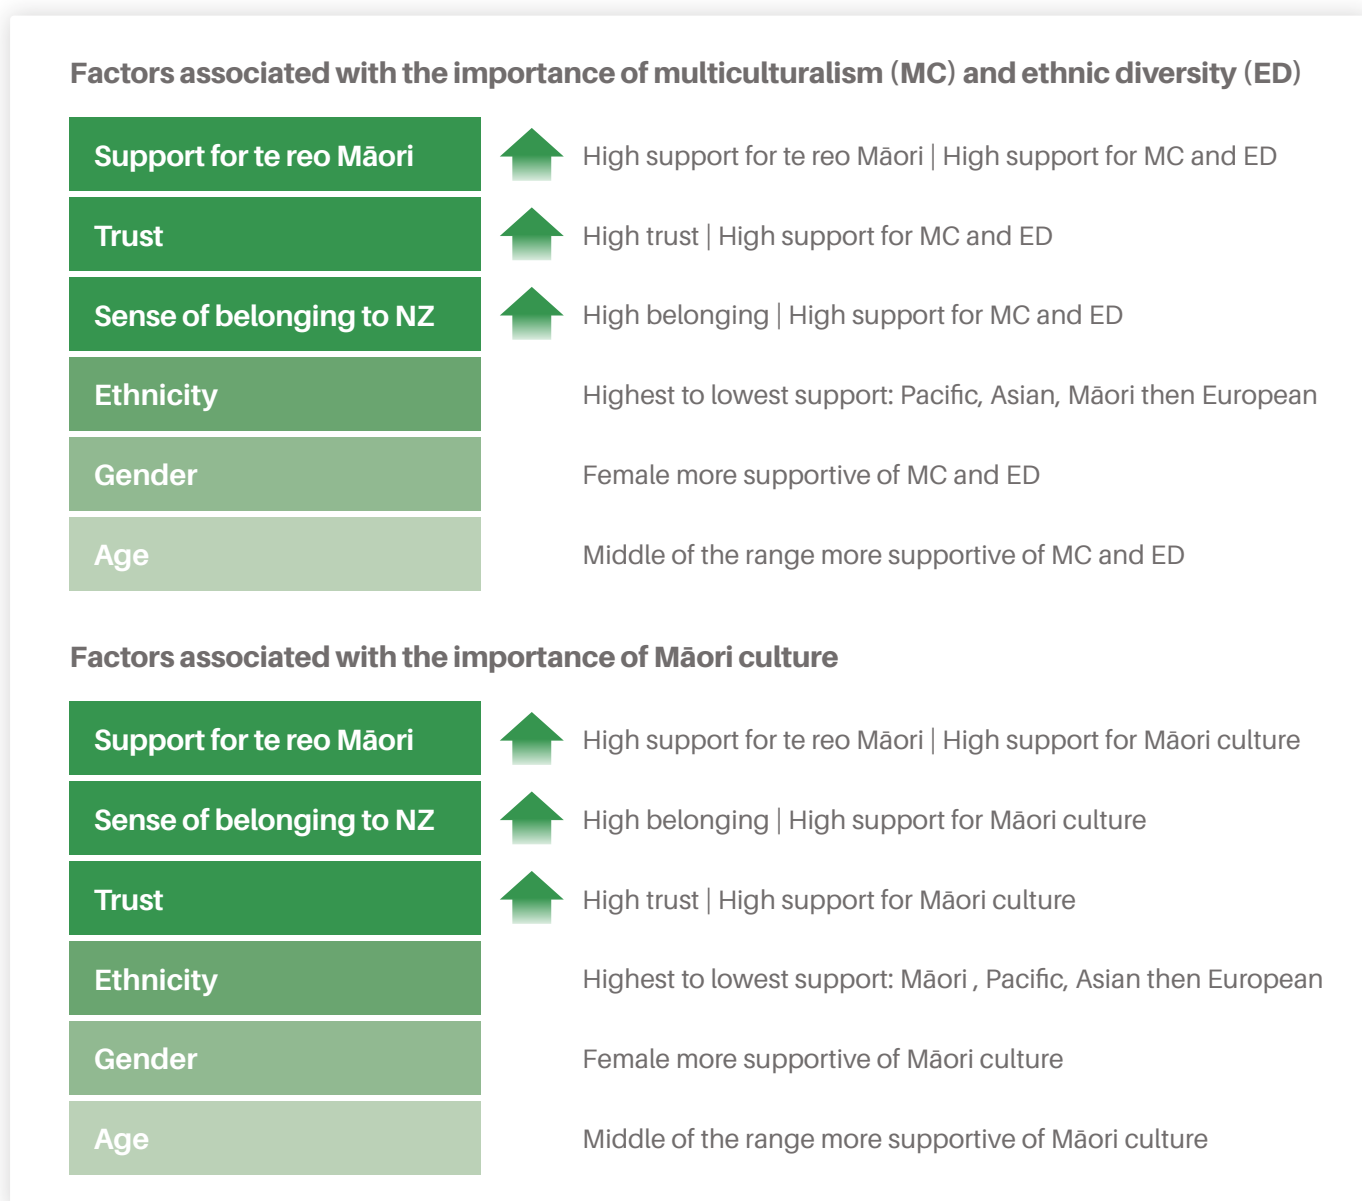 Factors associated with the importance of multiculturalism (MC) and ethnic diversity (ED)
Support for te reo Māori
High support for te reo Māori | High support for MC and ED
Trust
High trust | High support for MC and ED
Sense of belonging to NZ
High belonging | High support for MC and ED
Ethnicity
Highest to lowest support: Pacific, Asian, Māori then European
Gender
Female more supportive of MC and ED
Age
Middle of the range more supportive of MC and ED
Factors associated with the importance of Māori culture
Support for te reo Māori
High support for te reo Māori | High support for Māori culture
Sense of belonging to NZ
High belonging | High support for Māori culture
Trust
High trust | High support for Māori culture
Ethnicity
Highest to lowest support: Māori , Pacific, Asian then European
Gender
Female more supportive of Māori culture
Age
Middle of the range more supportive of Māori culture